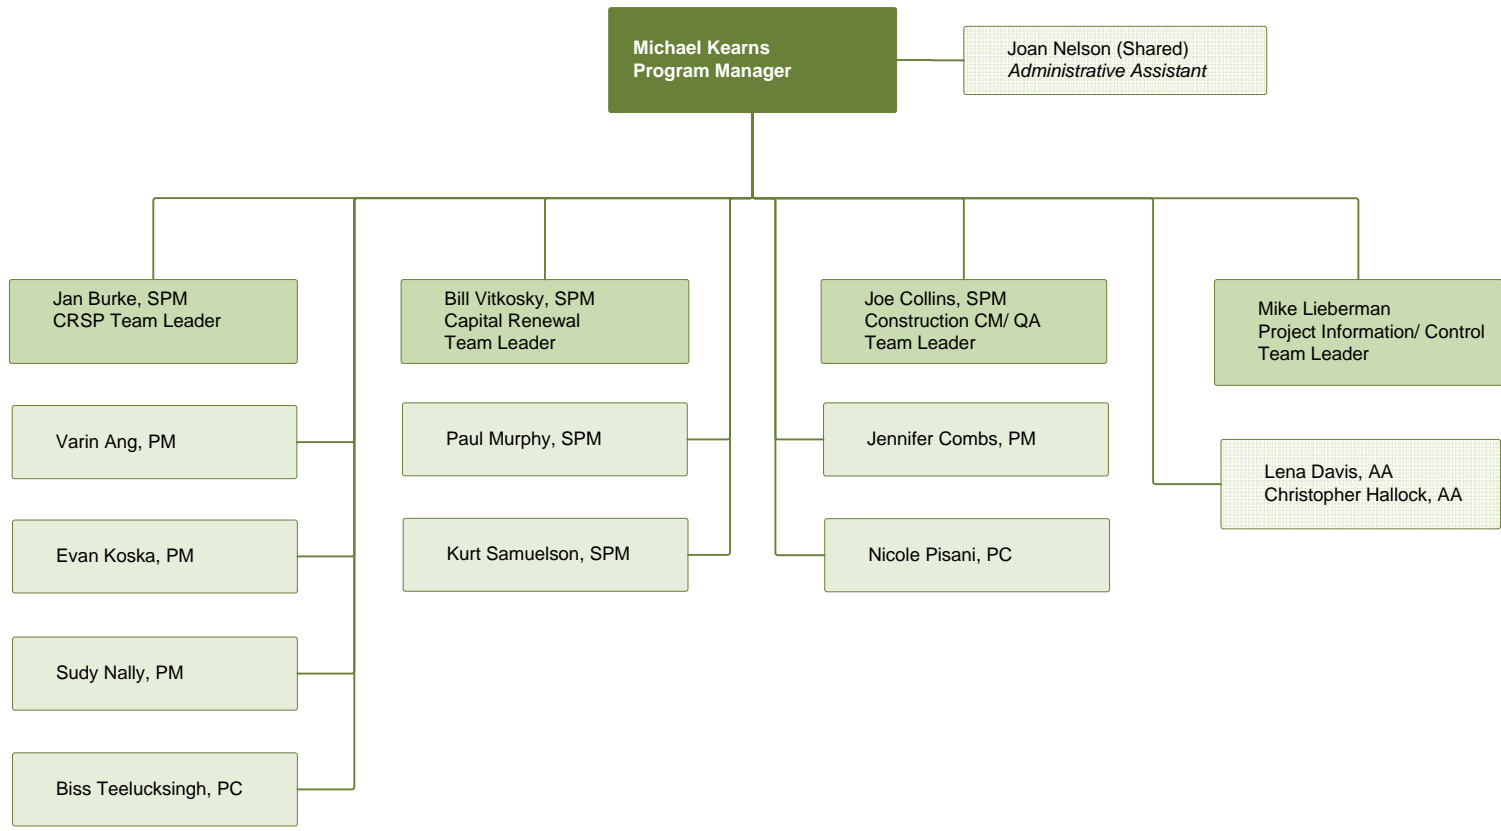 Michael Kearns
Program Manager
Joan Nelson (Shared)
Administrative Assistant
Jan Burke, SPM
CRSP Team Leader
Bill Vitkosky, SPM
Capital Renewal
Team Leader
Joe Collins, SPM
Construction CM/ QA
Team Leader
Mike Lieberman
Project Information/ Control
Team Leader
Varin Ang, PM
Paul Murphy, SPM
Jennifer Combs, PM
Lena Davis, AA
Christopher Hallock, AA
Evan Koska, PM
Kurt Samuelson, SPM
Nicole Pisani, PC
Sudy Nally, PM
Biss Teelucksingh, PC